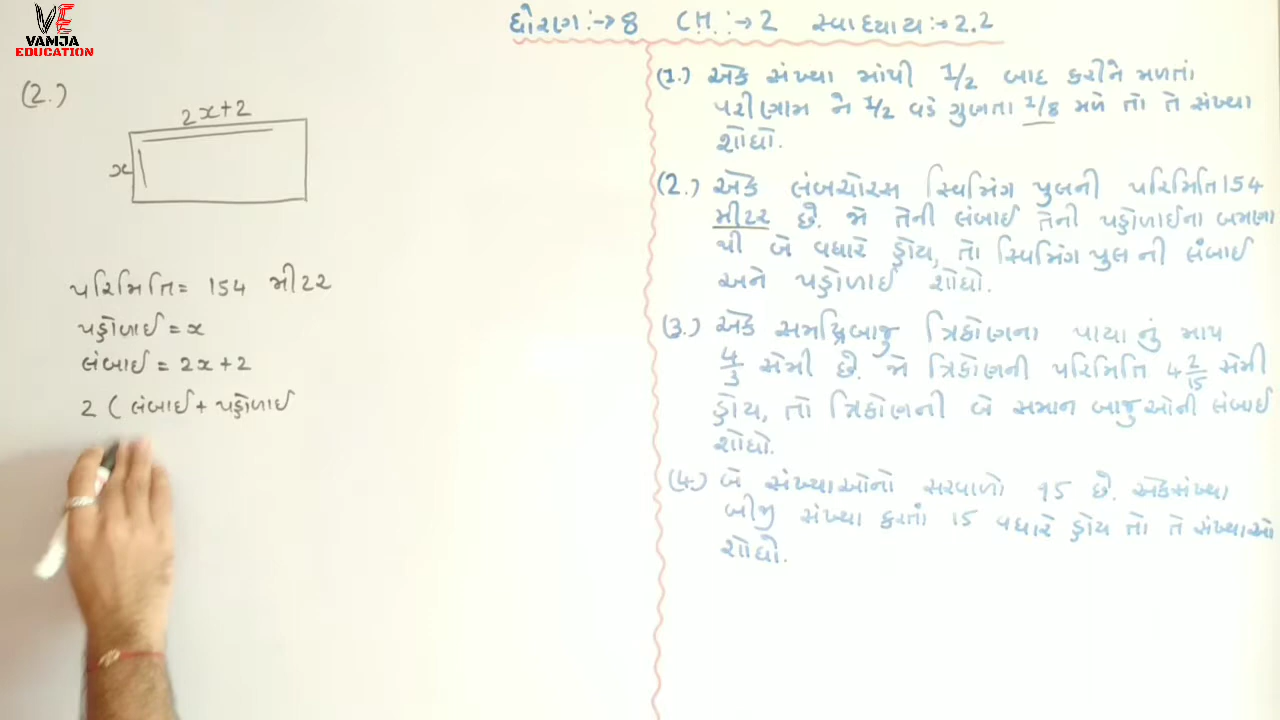 VE
VAMJA
EDUCATION
ધોરણ:→8 CH.:→2 સ્વાધ્યાય:→2.2
(2.)
2x+2
x
પરિમિતિ= 154 મીટર
પહોળાઈ = x
લંબાઈ = 2x+2
2 ( લંબાઈ + પહોળાઈ
(1.) એક સંખ્યા માંથી 1/2 બાદ કરીને મળતાં
પરીણામ ને 1/2 વડે ગુણતા 1/8 મળે તો તે સંખ્યા
શોધો.
(2.) એક લંબચોરસ સ્વિમિંગ પુલની પરિમિતિ 154
મીટર છે. જો તેની લંબાઈ તેની પહોળાઈના બમણા
થી બે વધારે હોય, તો સ્વિમિંગ પુલ ની લંબાઈ
અને પહોળાઈ શોધો.
(3.) એક સમદ્વિબાજુ ત્રિકોણના પાયા નું માપ
4/3 સેમી છે. જો ત્રિકોણની પરિમિતિ 4 2/15 સેમી
હોય, તો ત્રિકોણની બે સમાન બાજુઓની લંબાઈ
શોધો.
(4.) બે સંખ્યાઓનો સરવાળો 95 છે. એકસંખ્યા
બીજી સંખ્યા કરતાં 15 વધારે હોય તો તે સંખ્યાઓ
શોધો.